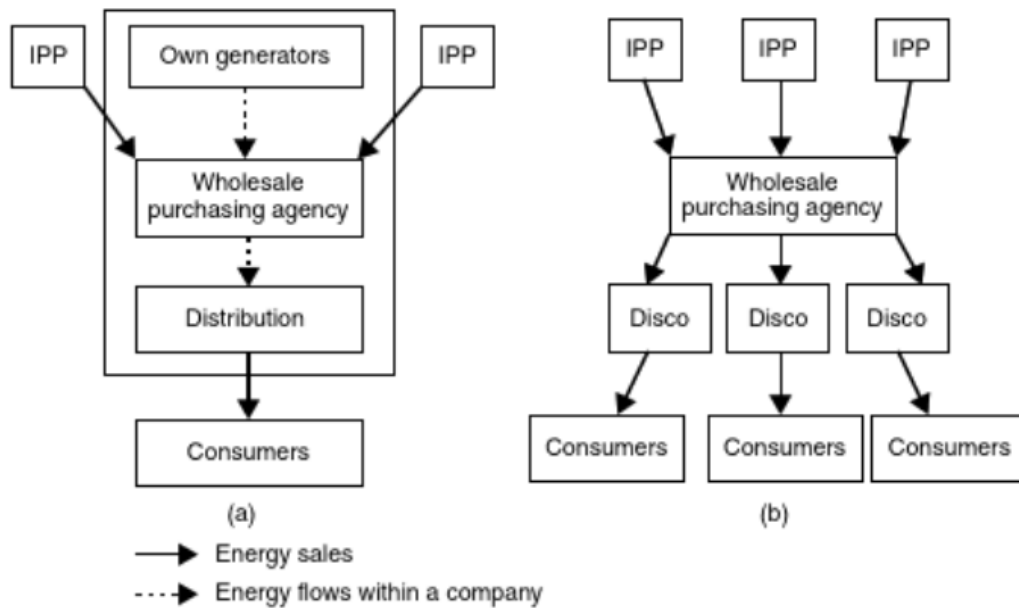 IPP
Own generators
IPP
Wholesale
purchasing agency
Distribution
Consumers
(a)
IPP
IPP
IPP
Wholesale
purchasing agency
Disco
Disco
Disco
Consumers
Consumers
Consumers
(b)
Energy sales
Energy flows within a company